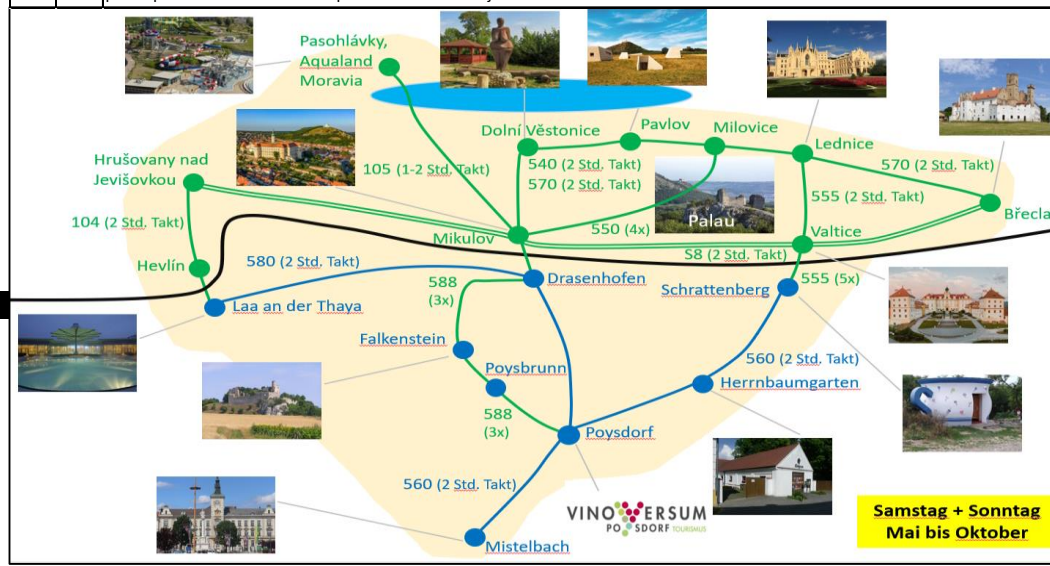 Pasohlávky,
Aqualand
Moravia
Dolní Věstonice
Pavlov
Milovice
Lednice
Hrušovany nad
Jevišovkou
105 (1-2 Std. Takt)
540 (2 Std. Takt)
570 (2 Std. Takt)
570 (2 Std. Takt)
555 (2 Std. Takt)
Palau
104 (2 Std. Takt)
Mikulov
550 (4x)
Valtice
Břecla
S8 (2 Std. Takt)
Hevlín
580 (2 Std. Takt)
588
(3x)
Drasenhofen
Schrattenberg
555 (5x)
Laa an der Thaya
Falkenstein
Poysbrunn
560 (2 Std. Takt)
Herrnbaumgarten
588
(3x)
Poysdorf
560 (2 Std. Takt)
VINOVERSUM
POYSDORF TOURISMUS
Mistelbach
Samstag + Sonntag
Mai bis Oktober